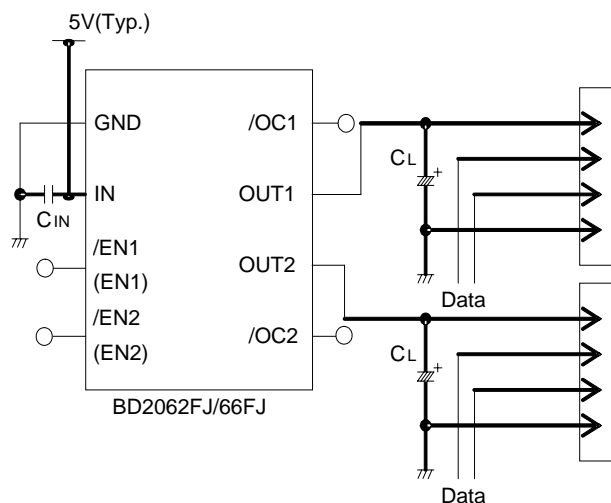 5V(Typ.)
GND
/OC1
CL
IN
OUT1
CIN
/EN1
(EN1)
OUT2
Data
/EN2
(EN2)
/OC2
CL
BD2062FJ/66FJ
Data